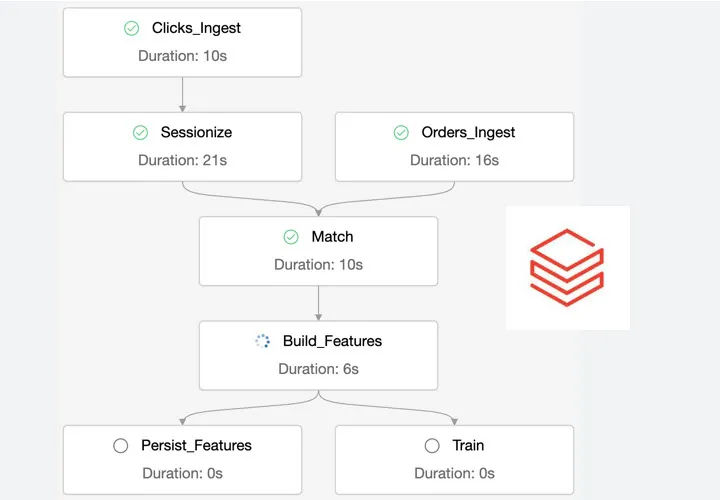 Clicks_Ingest
Duration: 10s
Sessionize
Duration: 21s
Orders_Ingest
Duration: 16s
Match
Duration: 10s
Build_Features
Duration: 6s
Persist_Features
Duration: 0s
Train
Duration: 0s